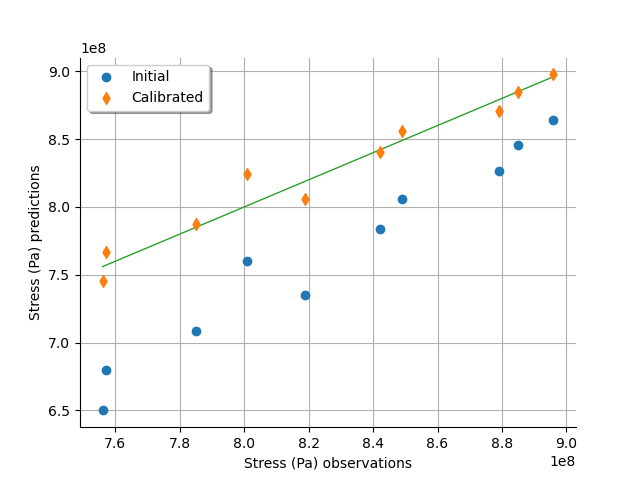 1e8
Initial
Calibrated
9.0
8.5
8.0
7.5
7.0
6.5
Stress (Pa) predictions
7.6 7.8 8.0 8.2 8.4 8.6 8.8 9.0
Stress (Pa) observations
1e8